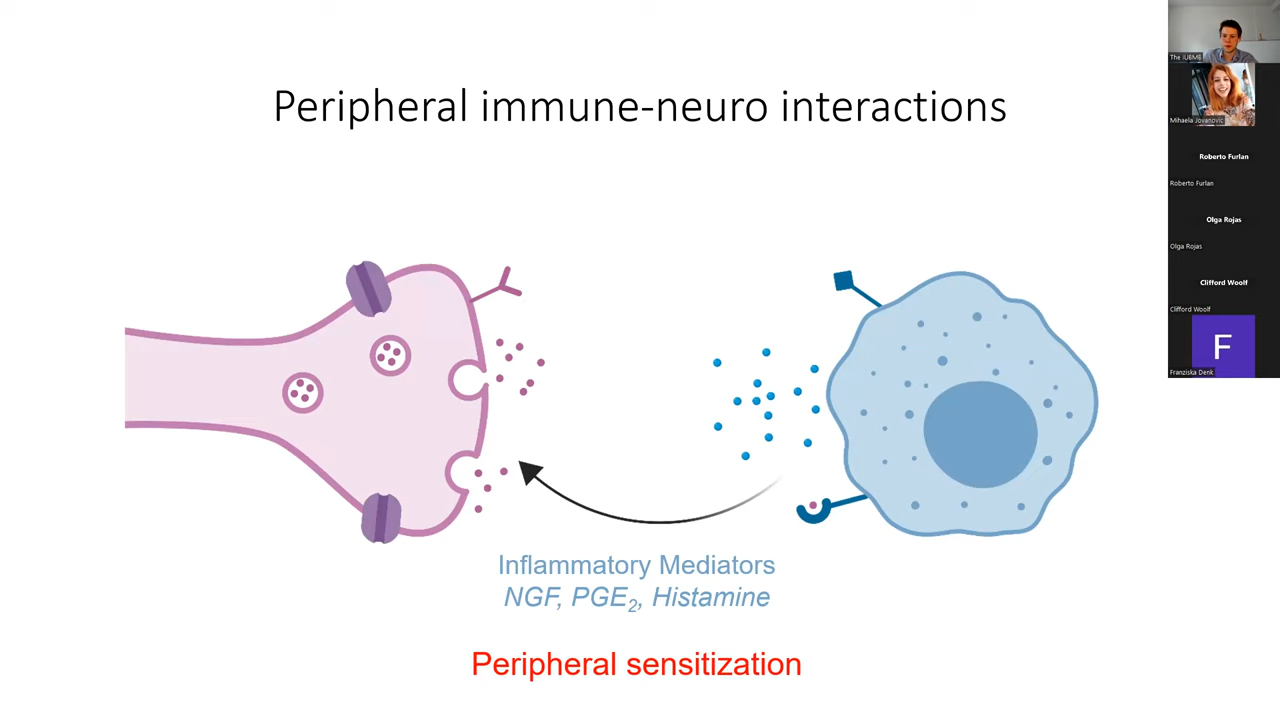 Peripheral immune-neuro interactions
Inflammatory Mediators
NGF, PGE2, Histamine
Peripheral sensitization
The IUBMB
Mihaela Jovanovic
Roberto Furlan
Roberto Furlan
Olga Rojas
Olga Rojas
Clifford Woolf
Clifford Woolf
F
Franziska Denk